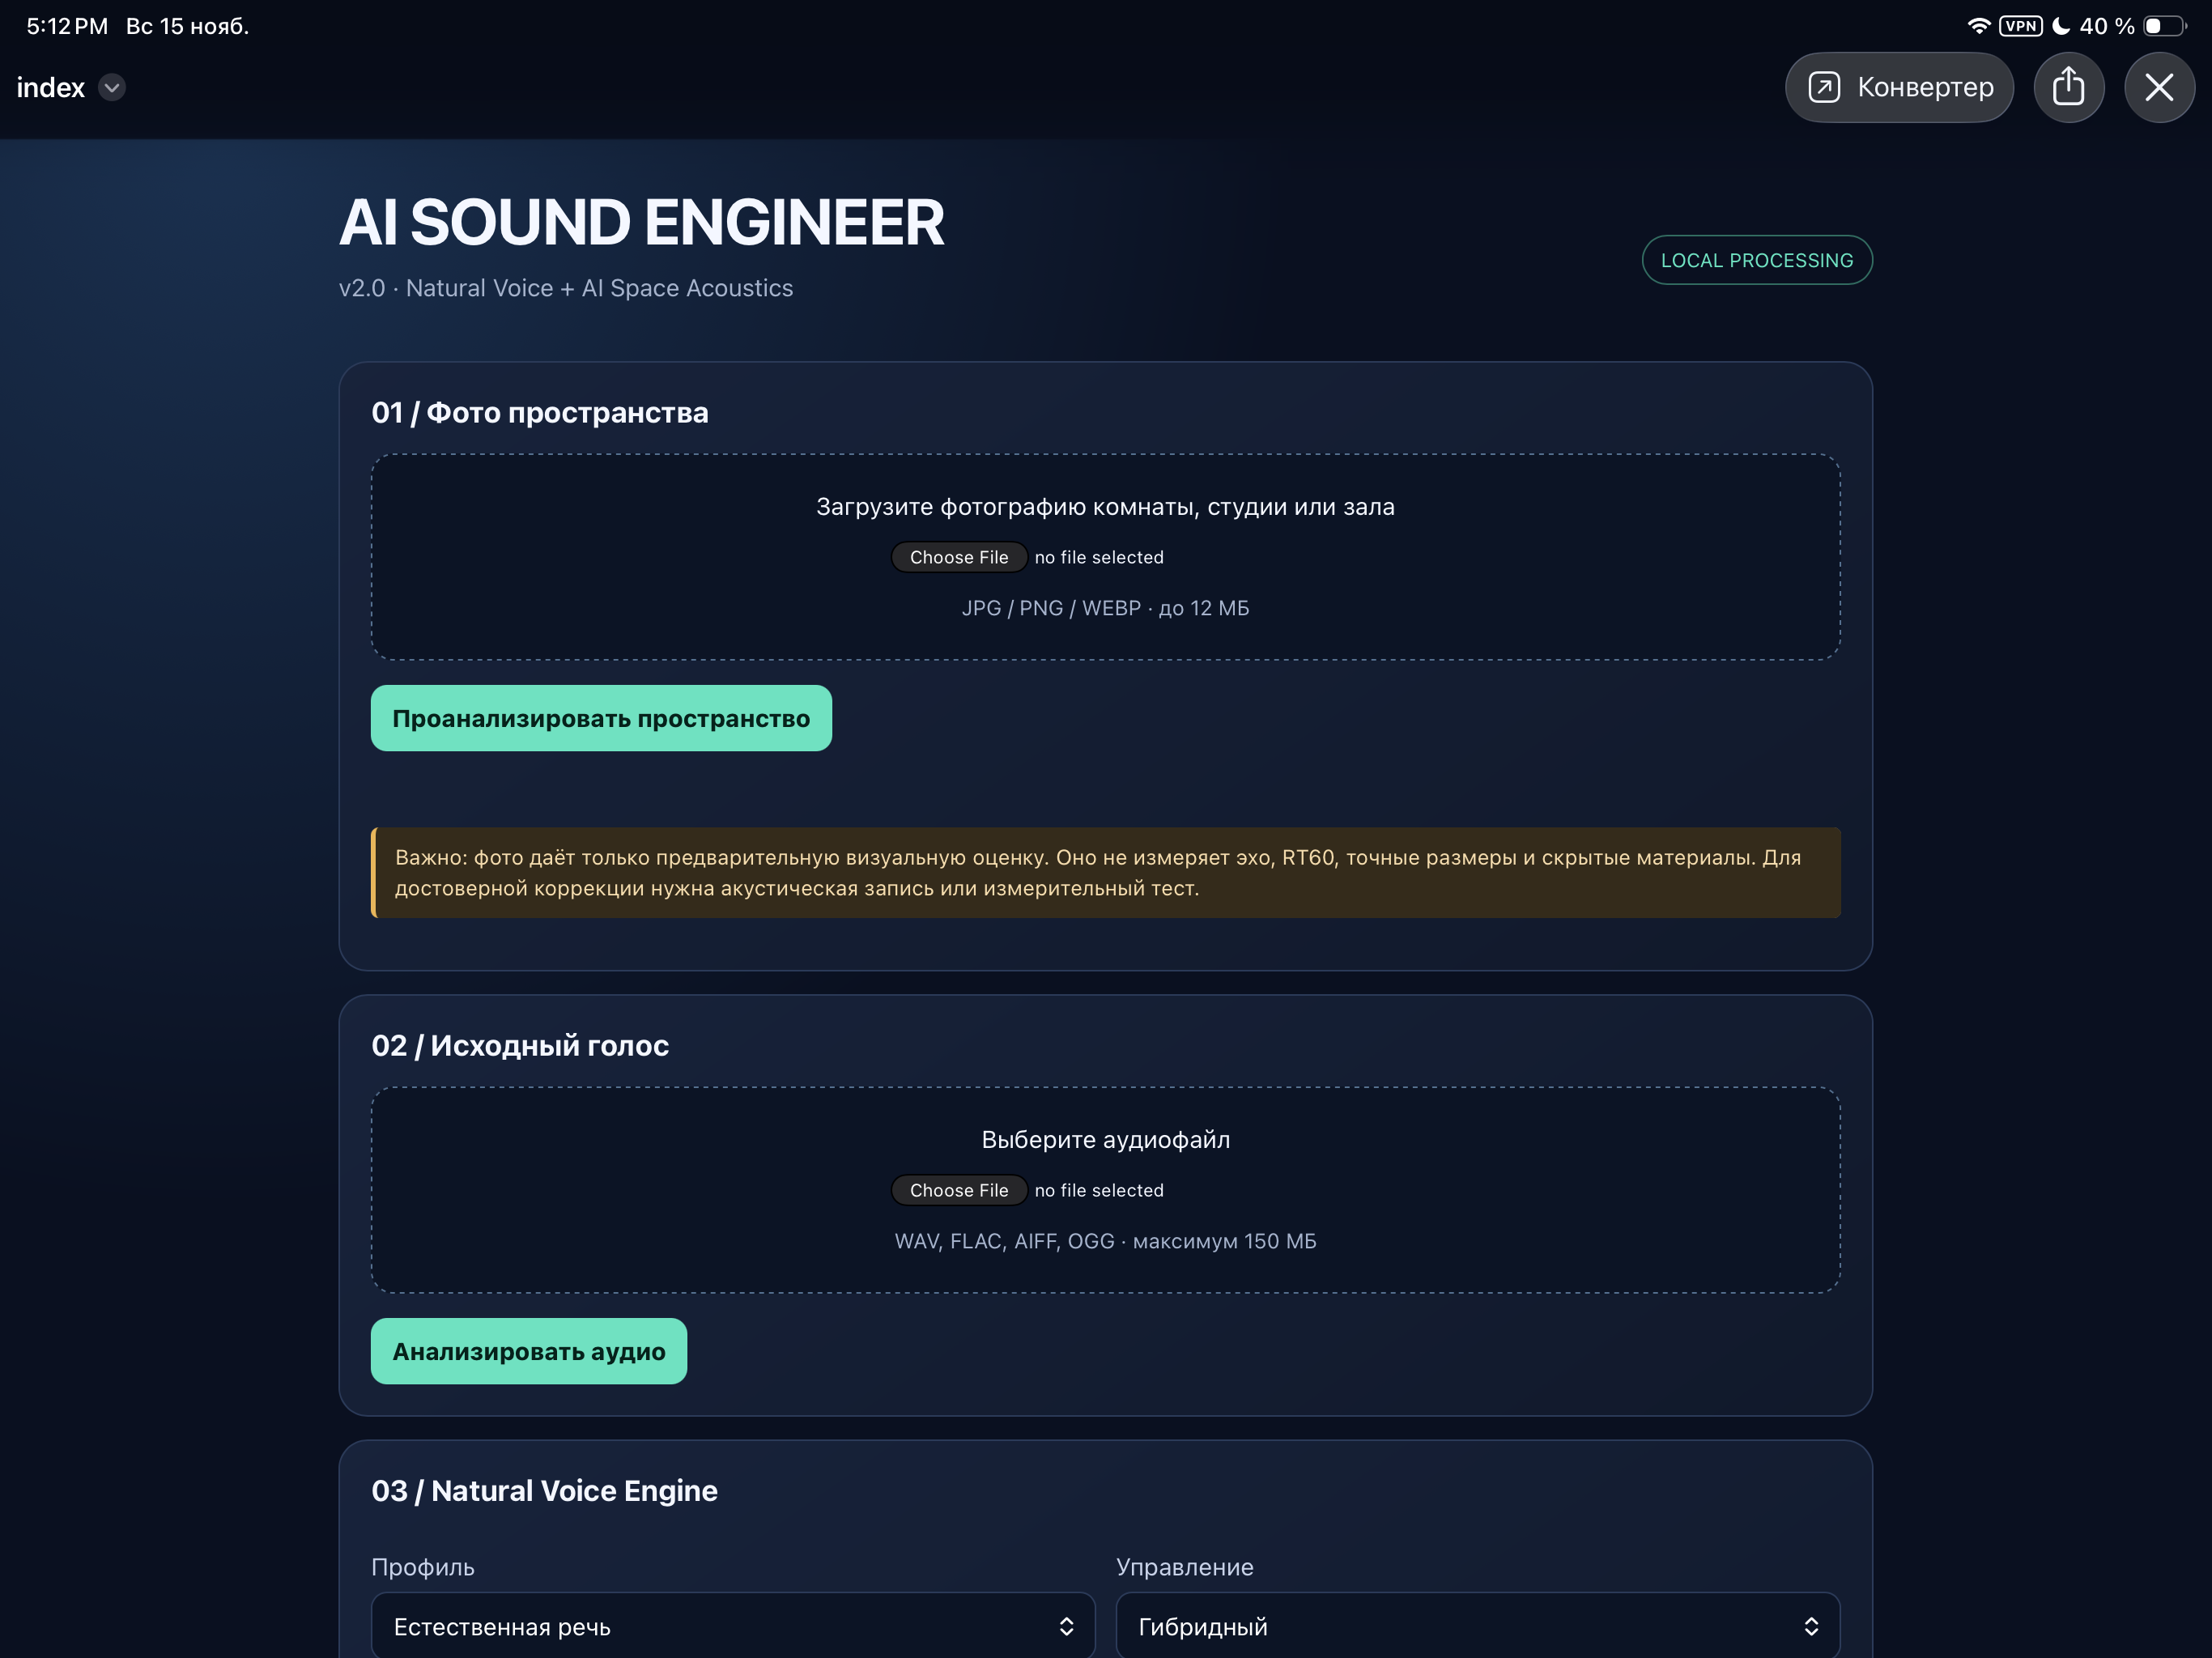 5:12 PM Вс 15 нояб.
VPN 40 %
index
Конвертер
AI SOUND ENGINEER
v2.0 · Natural Voice + AI Space Acoustics
LOCAL PROCESSING
01 / Фото пространства
Загрузите фотографию комнаты, студии или зала
Choose File no file selected
JPG / PNG / WEBP · до 12 МБ
Проанализировать пространство
Важно: фото даёт только предварительную визуальную оценку. Оно не измеряет эхо, RT60, точные размеры и скрытые материалы. Для
достоверной коррекции нужна акустическая запись или измерительный тест.
02 / Исходный голос
Выберите аудиофайл
Choose File no file selected
WAV, FLAC, AIFF, OGG · максимум 150 МБ
Анализировать аудио
03 / Natural Voice Engine
Профиль
Управление
Естественная речь
Гибридный